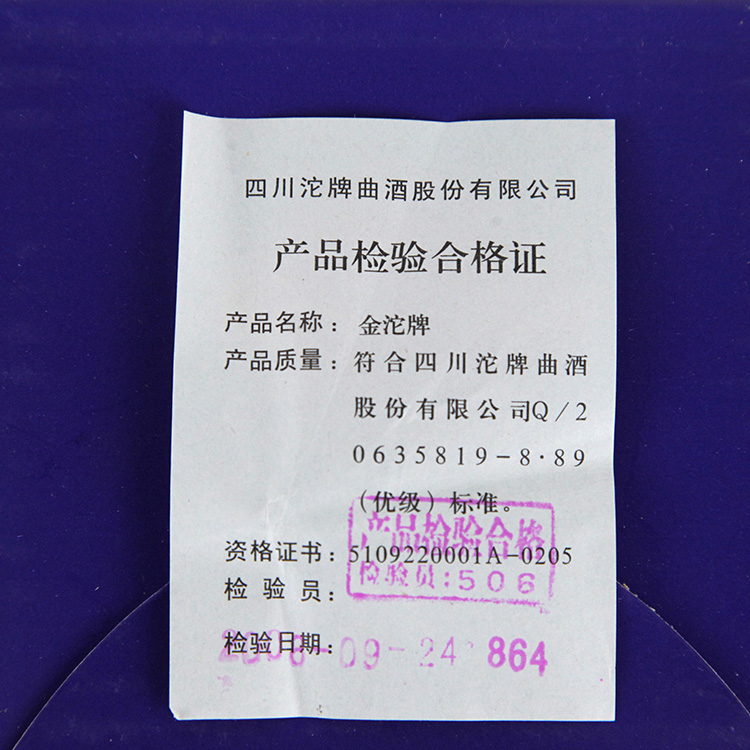 四川沱牌曲酒股份有限公司
产品检验合格证
产品名称：金沱牌
产品质量：符合四川沱牌曲酒
股份有限公司Q/2
0635819-8·89
（优级）标准。
产品检验合格
资格证书：5109220001A-0205
检验员：506
检验员：
检验日期：
-09-24 864